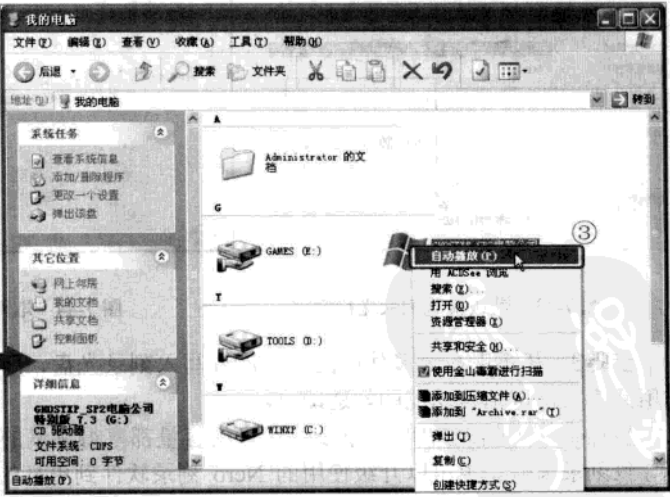 我的电脑
文件(F) 编辑(E) 查看(V) 收藏(A) 工具(T) 帮助(H)
后退 搜索 文件夹
地址(D) 我的电脑 转到
系统任务
查看系统信息
添加/删除程序
更改一个设置
弹出该盘
其它位置
网上邻居
我的文档
共享文档
控制面板
详细信息
GHOSTXP_SP2电脑公司
特别版 7.3 (G:)
CD 驱动器
文件系统: CDFS
可用空间: 0 字节
A
Administrator 的文
档
G
GAMES (E:)
T
TOOLS (D:)
W
WINXP (C:)
③
自动播放(P)
用 ACDSee 浏览
搜索(E)...
打开(O)
资源管理器(X)
共享和安全(H)...
使用金山毒霸进行扫描
添加到压缩文件(A)...
添加到 "Archive.rar"(T)
弹出(J)
复制(C)
创建快捷方式(S)
自动播放(P)